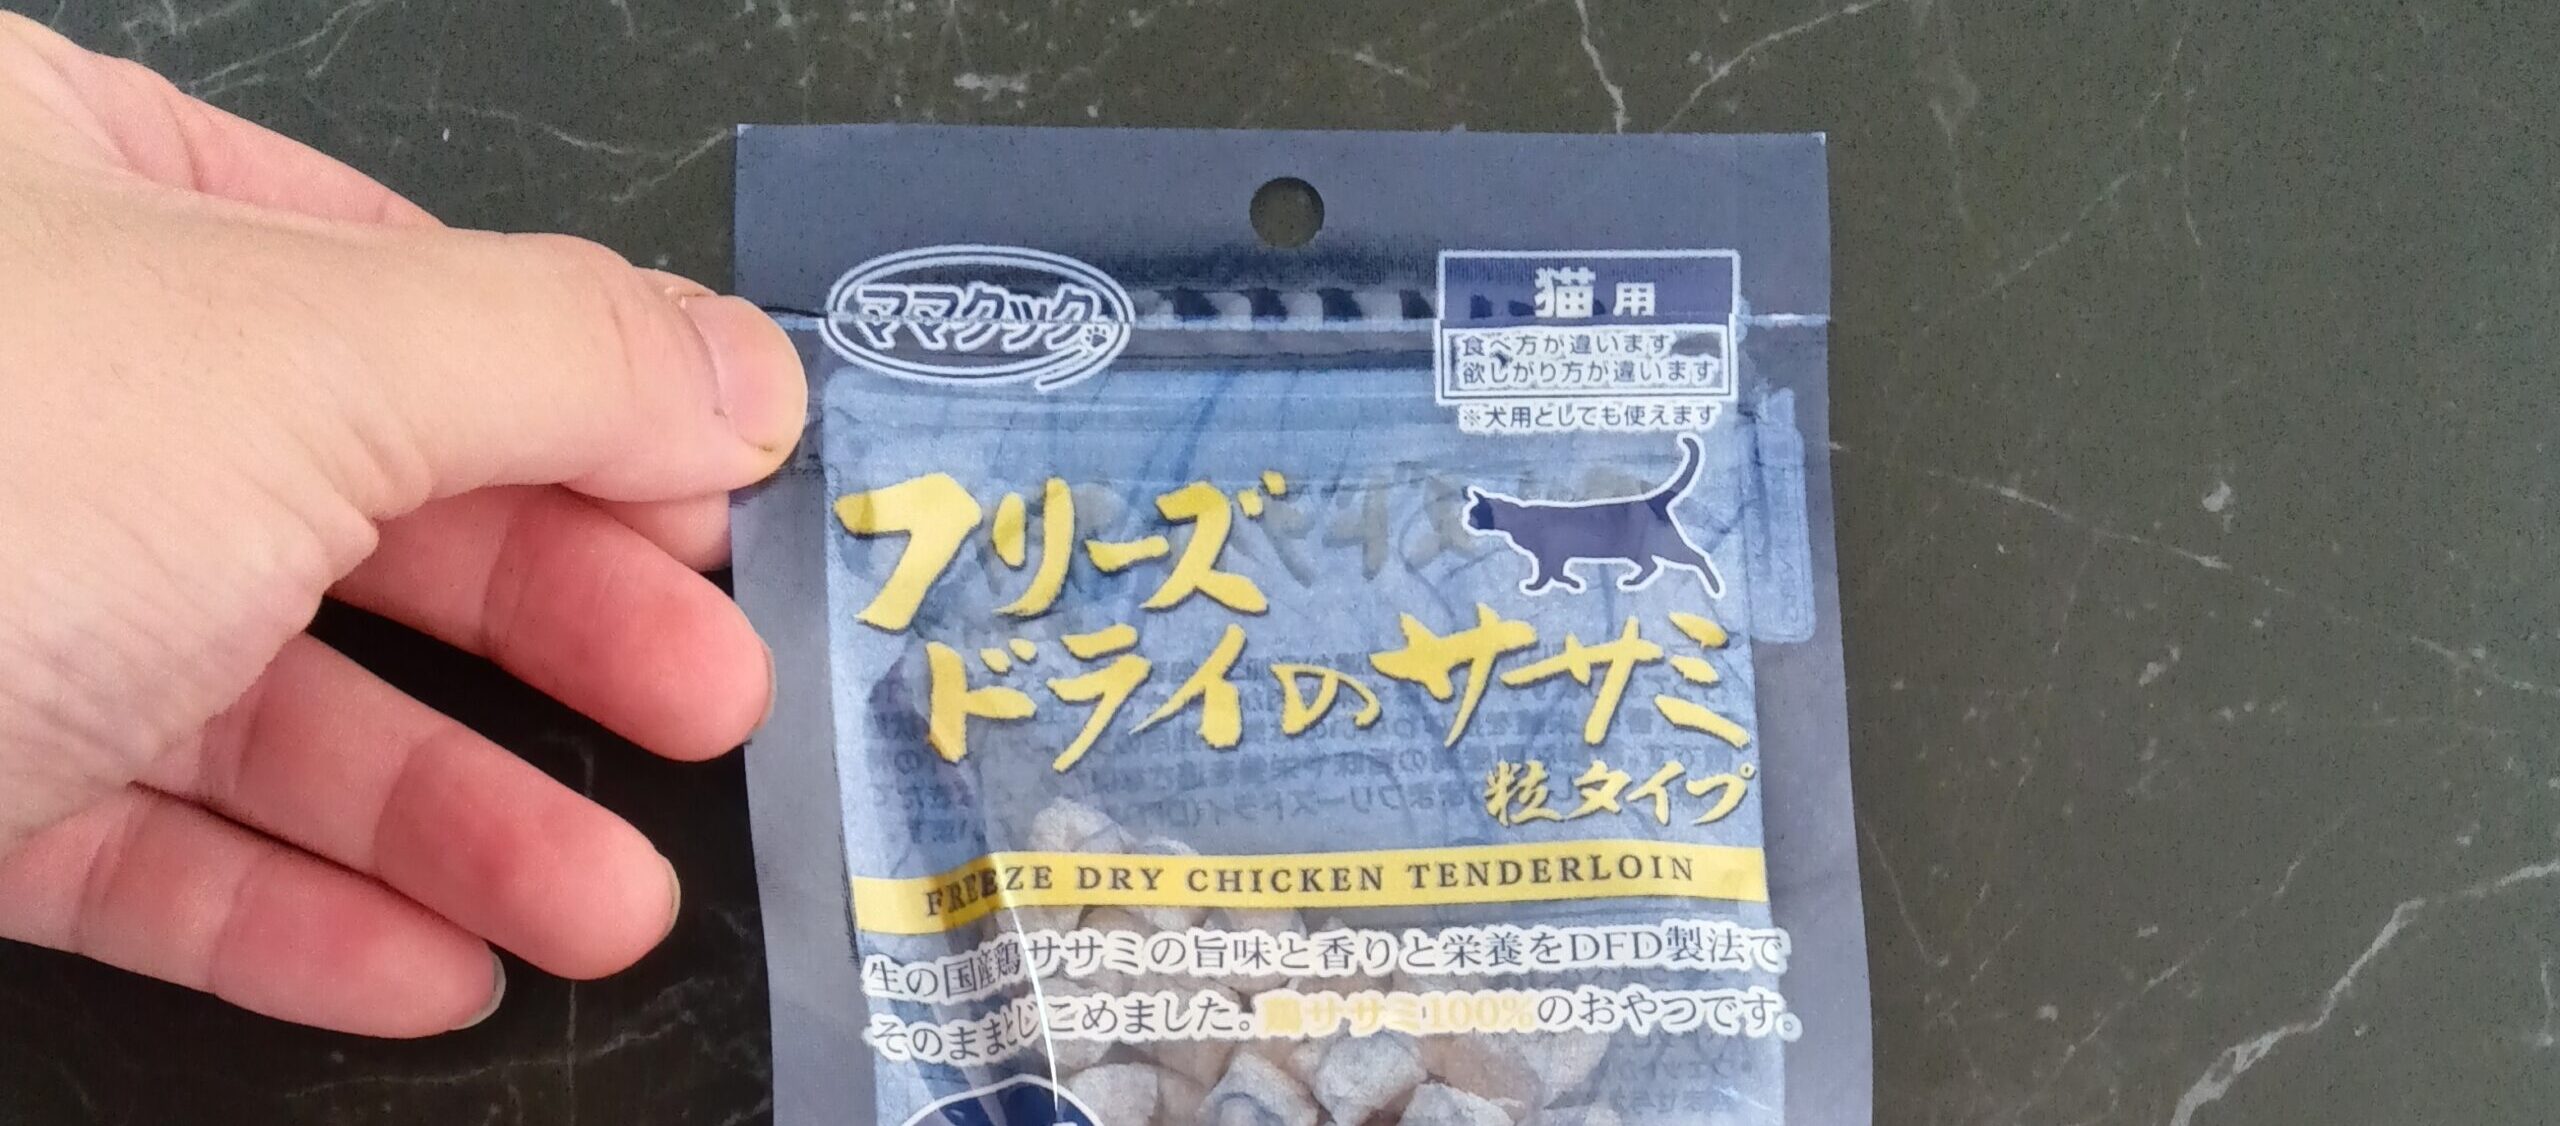 ママクック
猫用
食べ方が違います
欲しがり方が違います
※犬用としても使えます
フリーズ
ドライのササミ
粒タイプ
FREEZE DRY CHICKEN TENDERLOIN
生の国産鶏ササミの旨味と香りと栄養をDFD製法で
そのままとじこめました。鶏ササミ100%のおやつです。